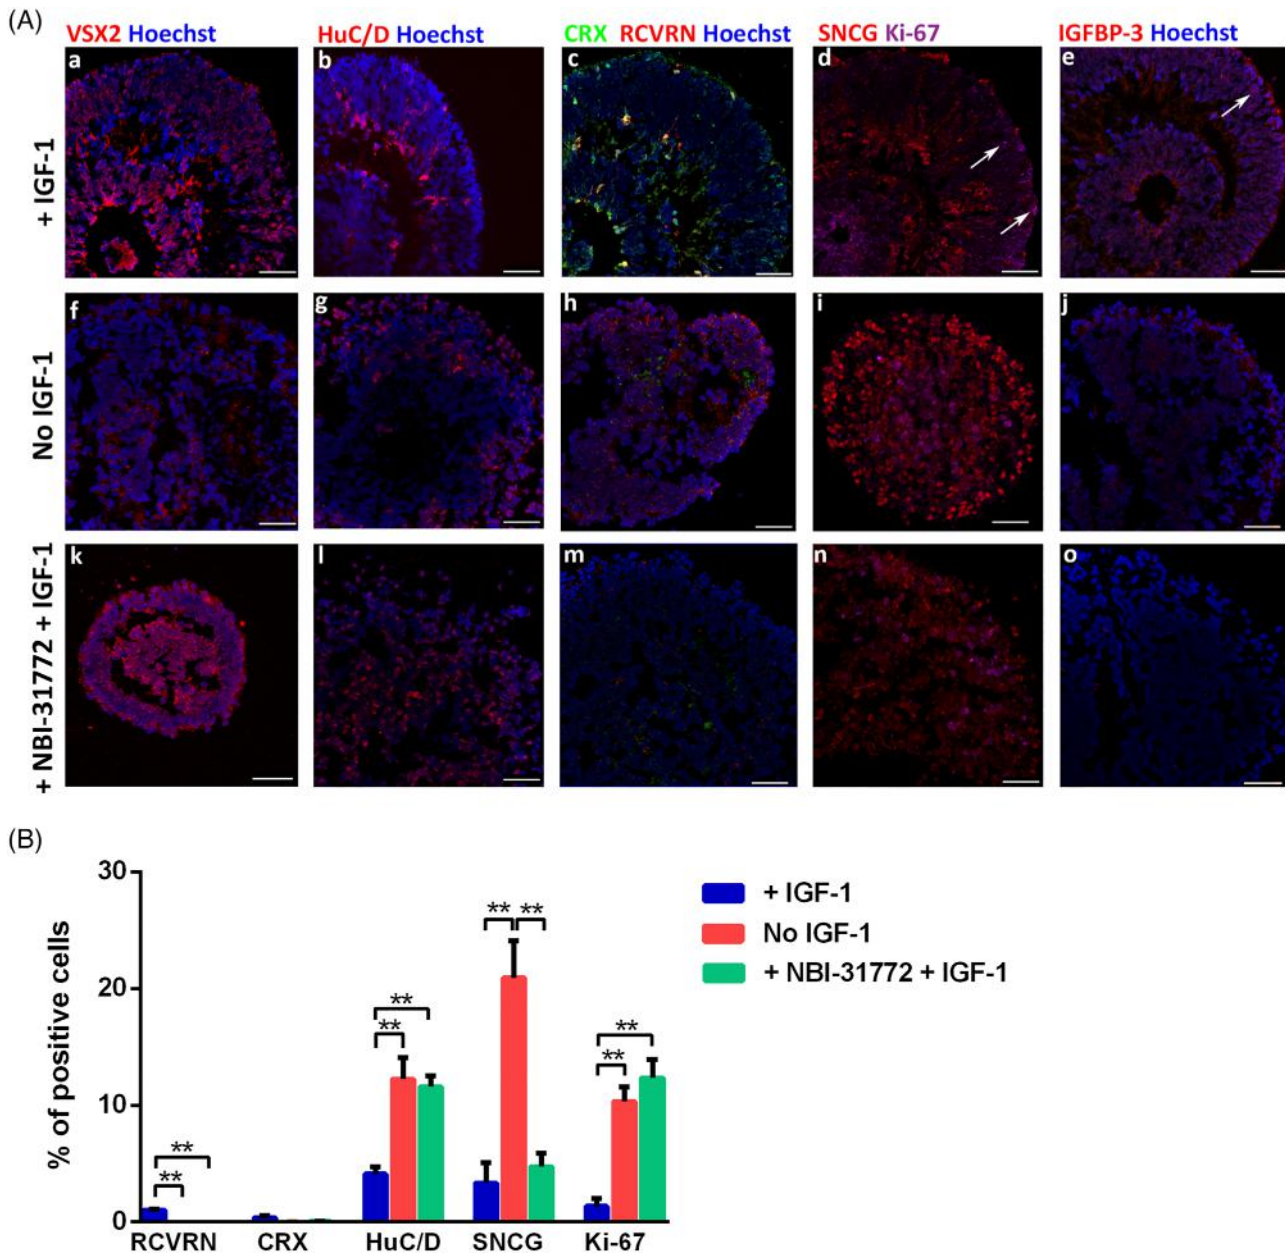 (A)
VSX2 Hoechst HuC/D Hoechst CRX RCVRN Hoechst SNCG Ki-67 IGFBP-3 Hoechst
+ IGF-1
a b c d e
No IGF-1
f g h i j
+ NBI-31772 + IGF-1
k l m n o
(B)
% of positive cells
30
20
10
0
** ** ** ** ** ** ** **
RCVRN CRX HuC/D SNCG Ki-67
+ IGF-1
No IGF-1
+ NBI-31772 + IGF-1